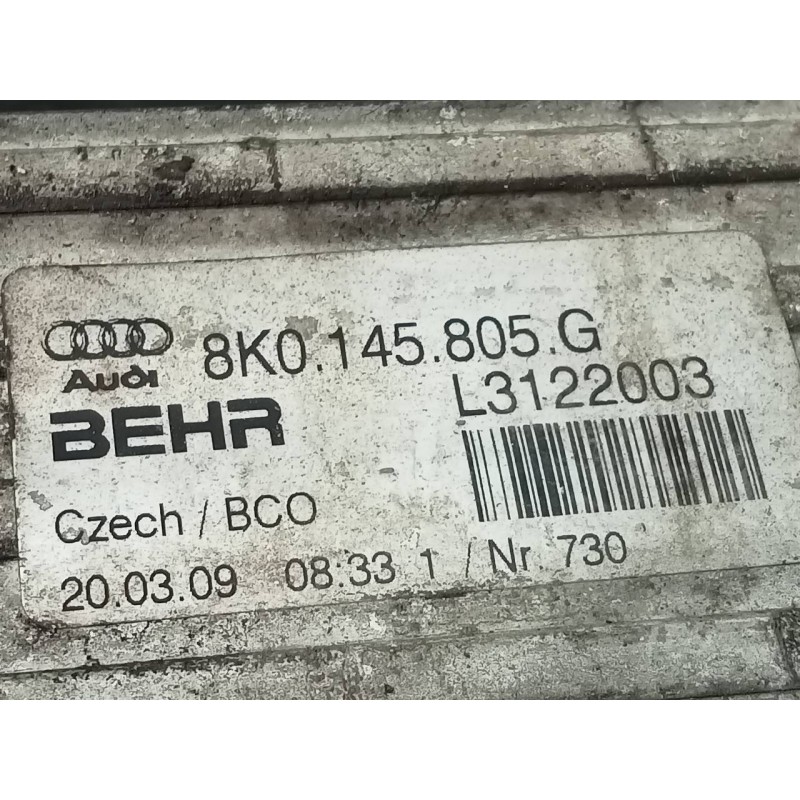 8K0.145.805.G
Audi
L3122003
BEHR
Czech / BCO
20.03.09 08:33 1 / Nr. 730